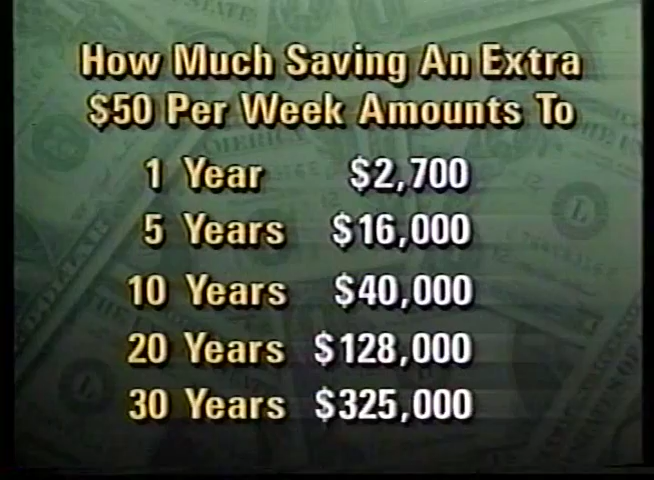 How Much Saving An Extra
$50 Per Week Amounts To
1 Year $2,700
5 Years $16,000
10 Years $40,000
20 Years $128,000
30 Years $325,000